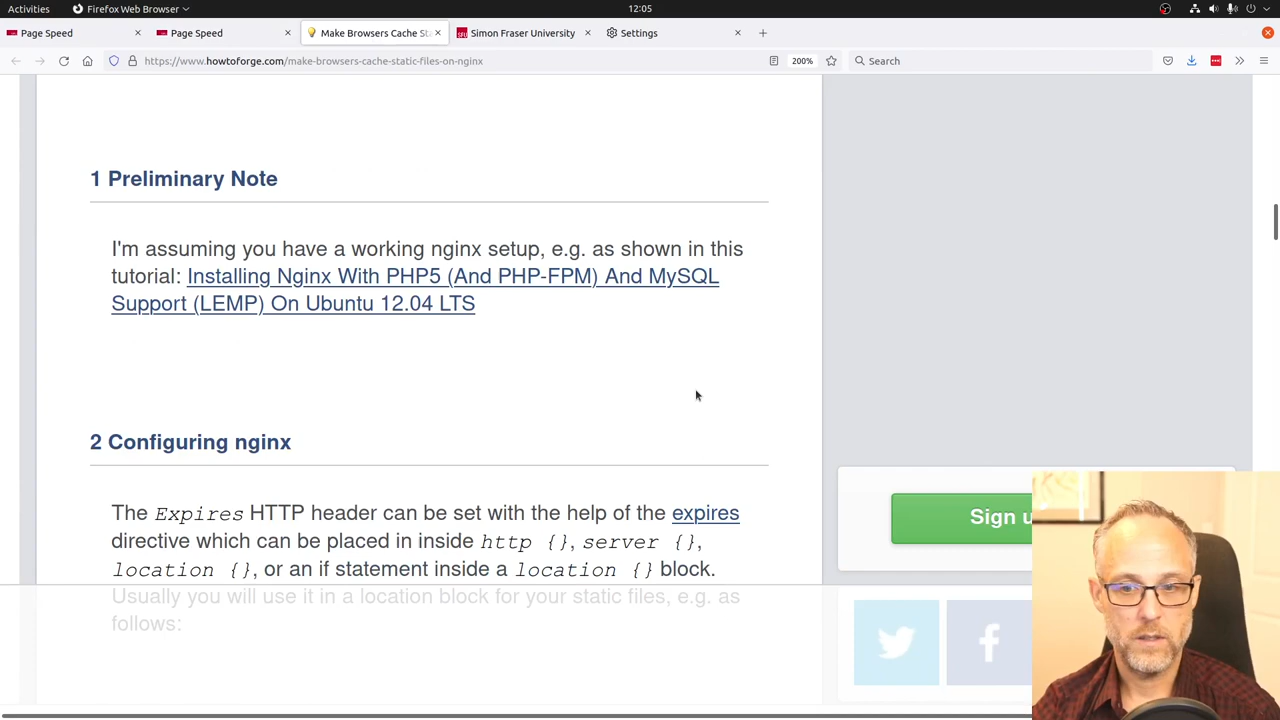 Activities
Firefox Web Browser
12:05
Page Speed
Page Speed
Make Browsers Cache Sta
Simon Fraser University
Settings
https://www.howtoforge.com/make-browsers-cache-static-files-on-nginx
200%
Search
1 Preliminary Note
I'm assuming you have a working nginx setup, e.g. as shown in this
tutorial: Installing Nginx With PHP5 (And PHP-FPM) And MySQL
Support (LEMP) On Ubuntu 12.04 LTS
2 Configuring nginx
The Expires HTTP header can be set with the help of the expires
directive which can be placed in inside http {}, server {},
location {}, or an if statement inside a location {} block.
Usually you will use it in a location block for your static files, e.g. as
follows:
Sign u